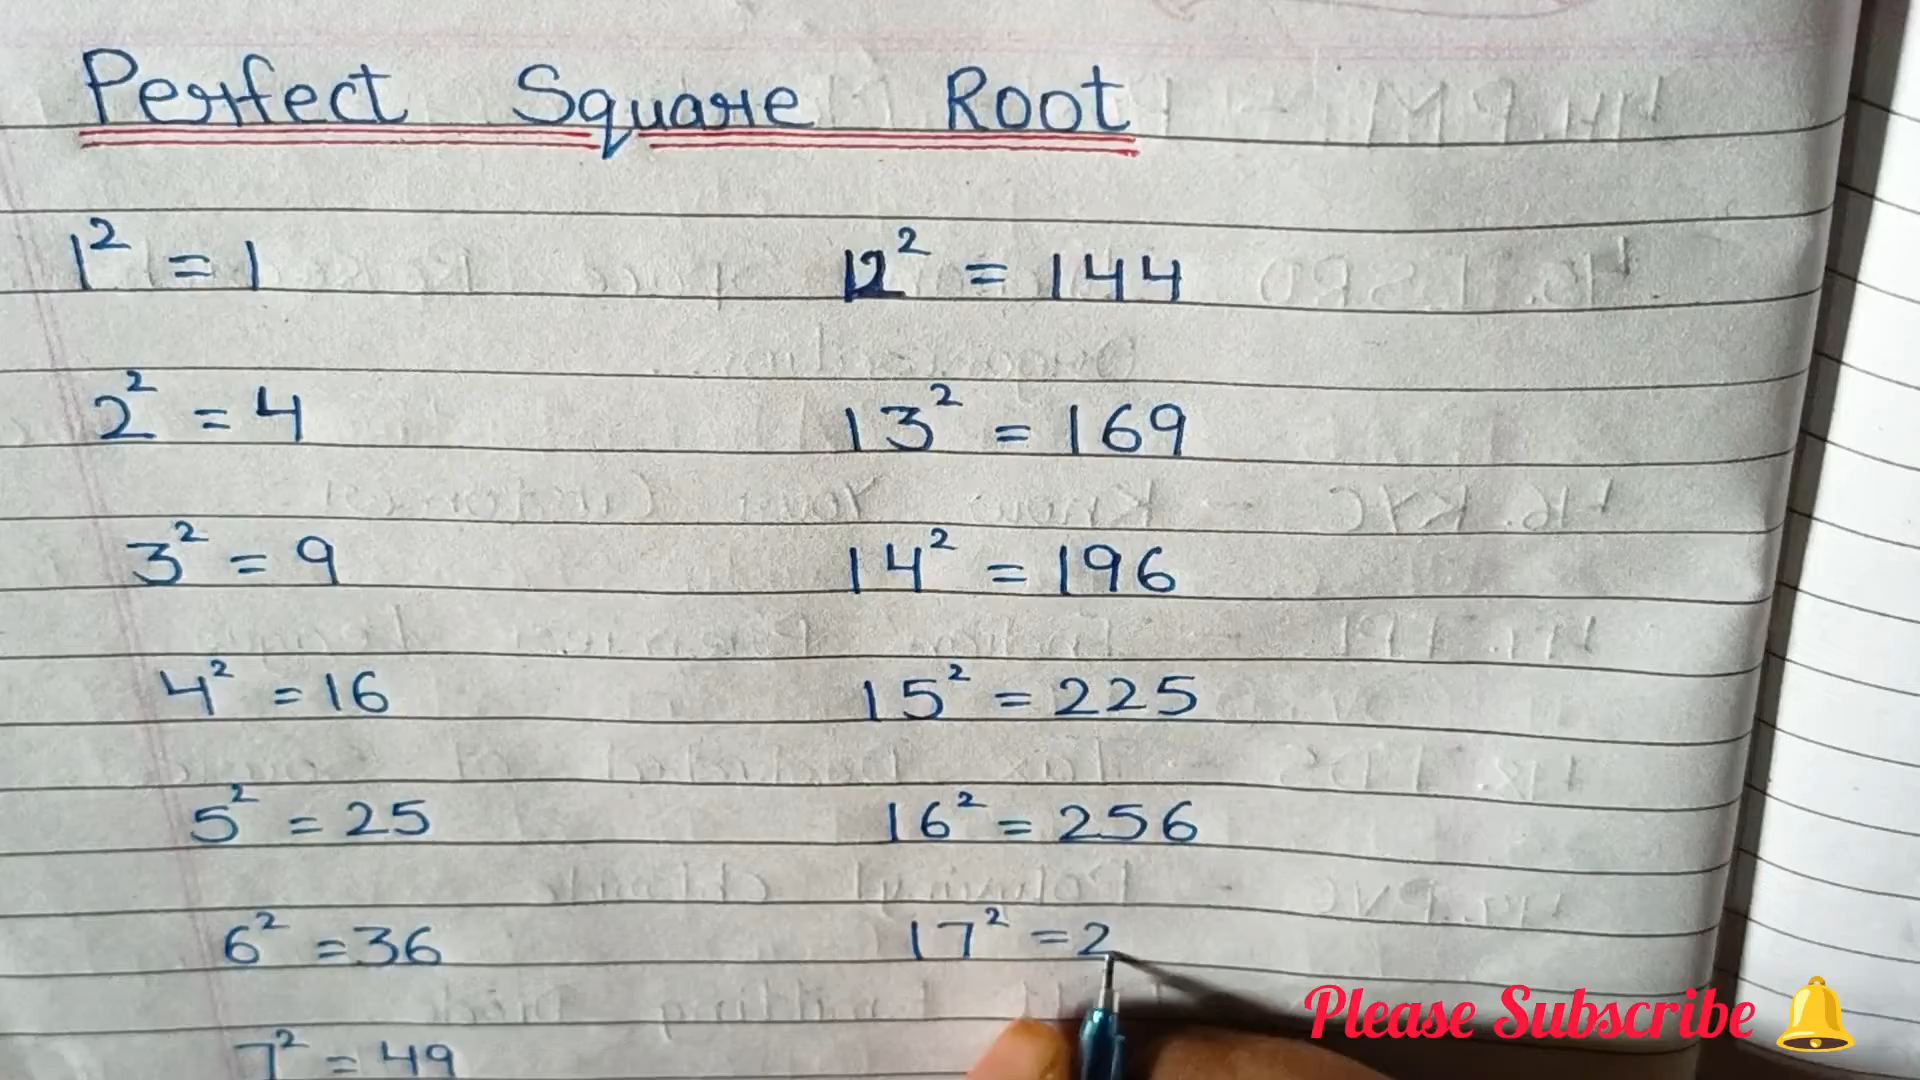 Perfect Square Root
1² = 1
2² = 4
3² = 9
4² = 16
5² = 25
6² = 36
7² = 49
12² = 144
13² = 169
14² = 196
15² = 225
16² = 256
17² = 2
Please Subscribe